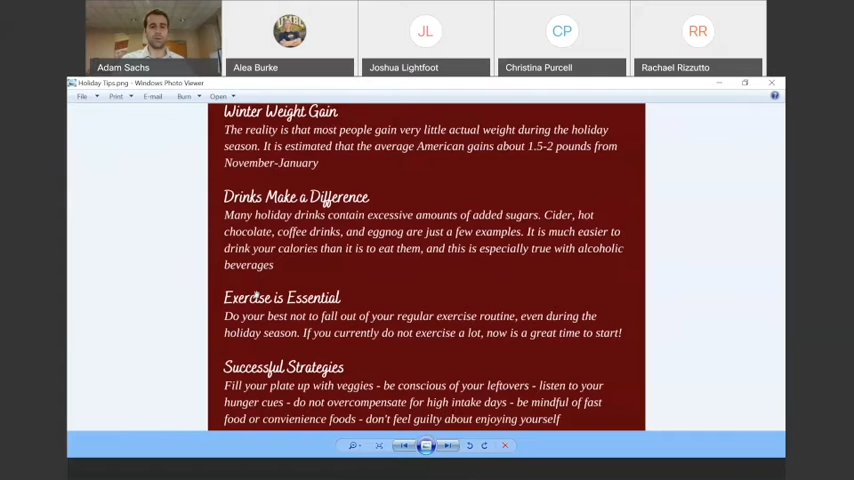 UMBC
JL
CP
RR
Adam Sachs
Alea Burke
Joshua Lightfoot
Christina Purcell
Rachael Rizzutto
Holiday Tips.png - Windows Photo Viewer
File Print E-mail Burn Open
Winter Weight Gain
The reality is that most people gain very little actual weight during the holiday
season. It is estimated that the average American gains about 1.5-2 pounds from
November-January
Drinks Make a Difference
Many holiday drinks contain excessive amounts of added sugars. Cider, hot
chocolate, coffee drinks, and eggnog are just a few examples. It is much easier to
drink your calories than it is to eat them, and this is especially true with alcoholic
beverages
Exercise is Essential
Do your best not to fall out of your regular exercise routine, even during the
holiday season. If you currently do not exercise a lot, now is a great time to start!
Successful Strategies
Fill your plate up with veggies - be conscious of your leftovers - listen to your
hunger cues - do not overcompensate for high intake days - be mindful of fast
food or convienience foods - don't feel guilty about enjoying yourself